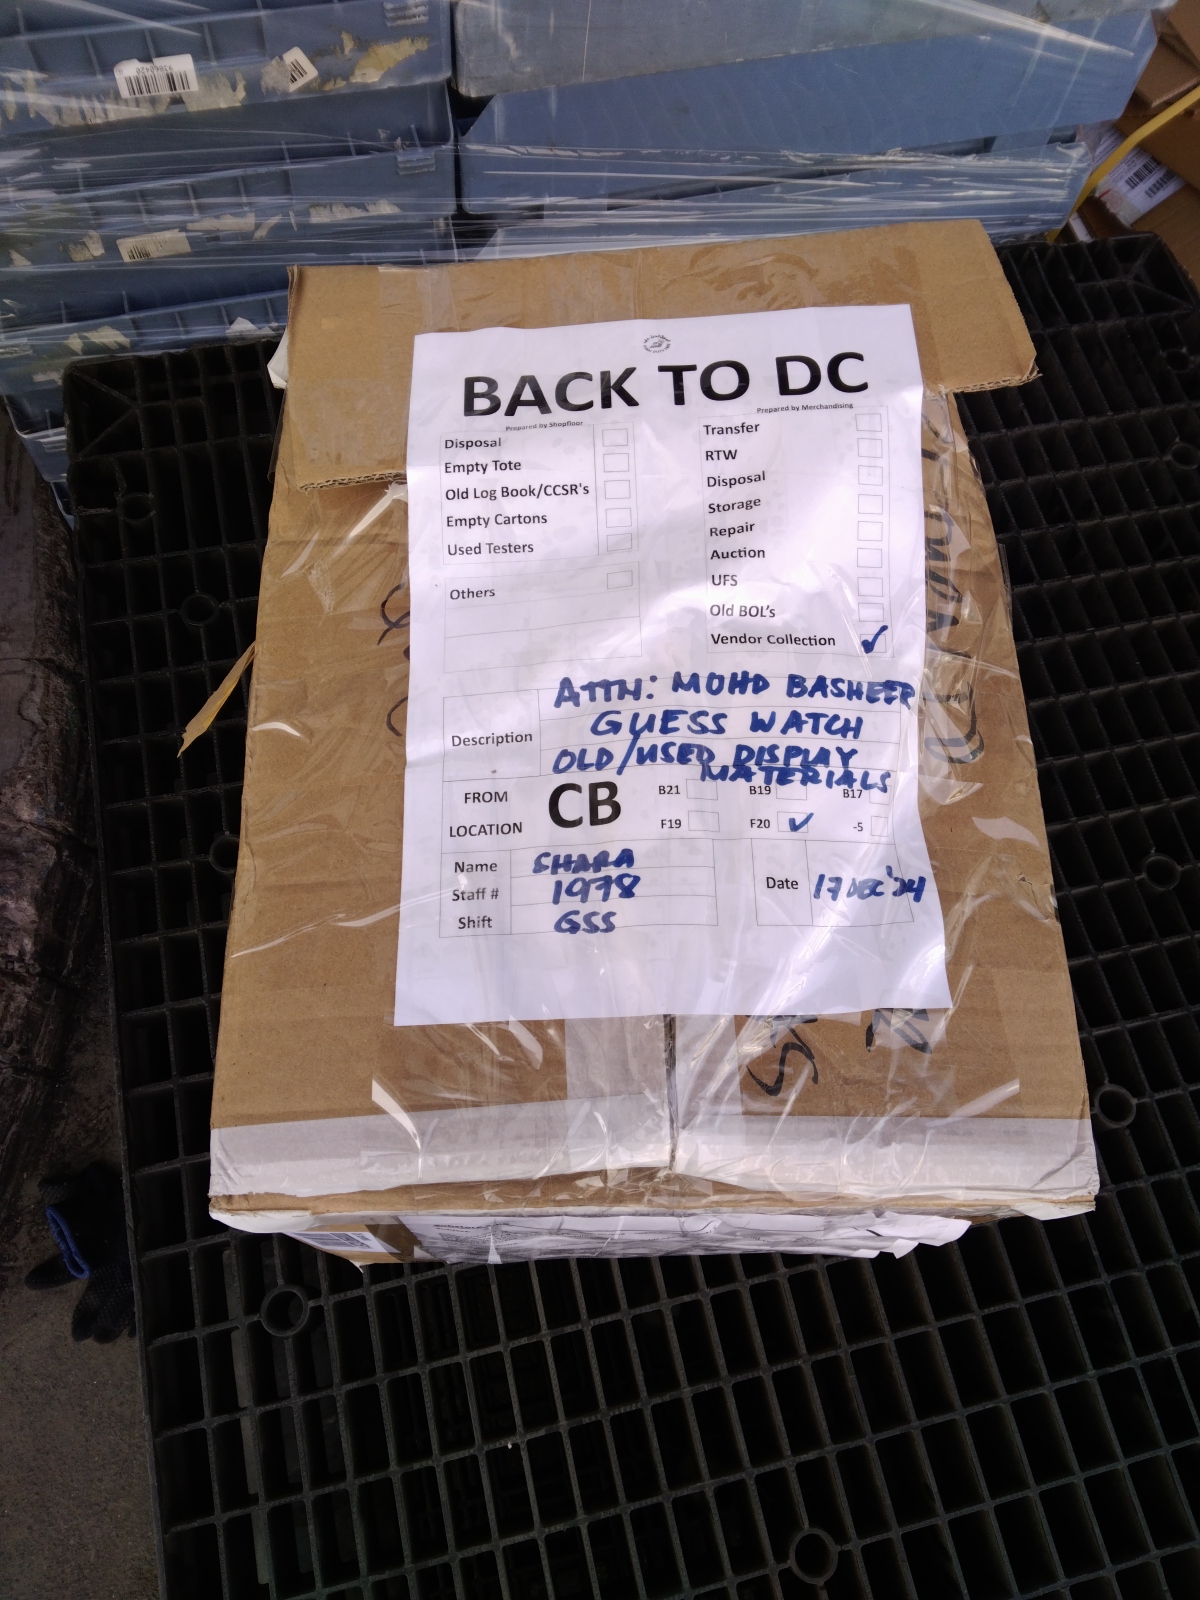 93860420
BACK TO DC
Prepared by Shopfloor
Disposal
Empty Tote
Old Log Book/CCSR's
Empty Cartons
Used Testers
Others
Prepared by Merchandising
Transfer
RTW
Disposal
Storage
Repair
Auction
UFS
Old BOL's
Vendor Collection ✓
Description
ATTN: MOHD BASHEER
GUESS WATCH
OLD/USED DISPLAY
MATERIALS
FROM
LOCATION
CB
B21 B19 B17
F19 F20 ✓ -5
Name SHARA
Staff # 1978
Shift GSS
Date 17 DEC '24